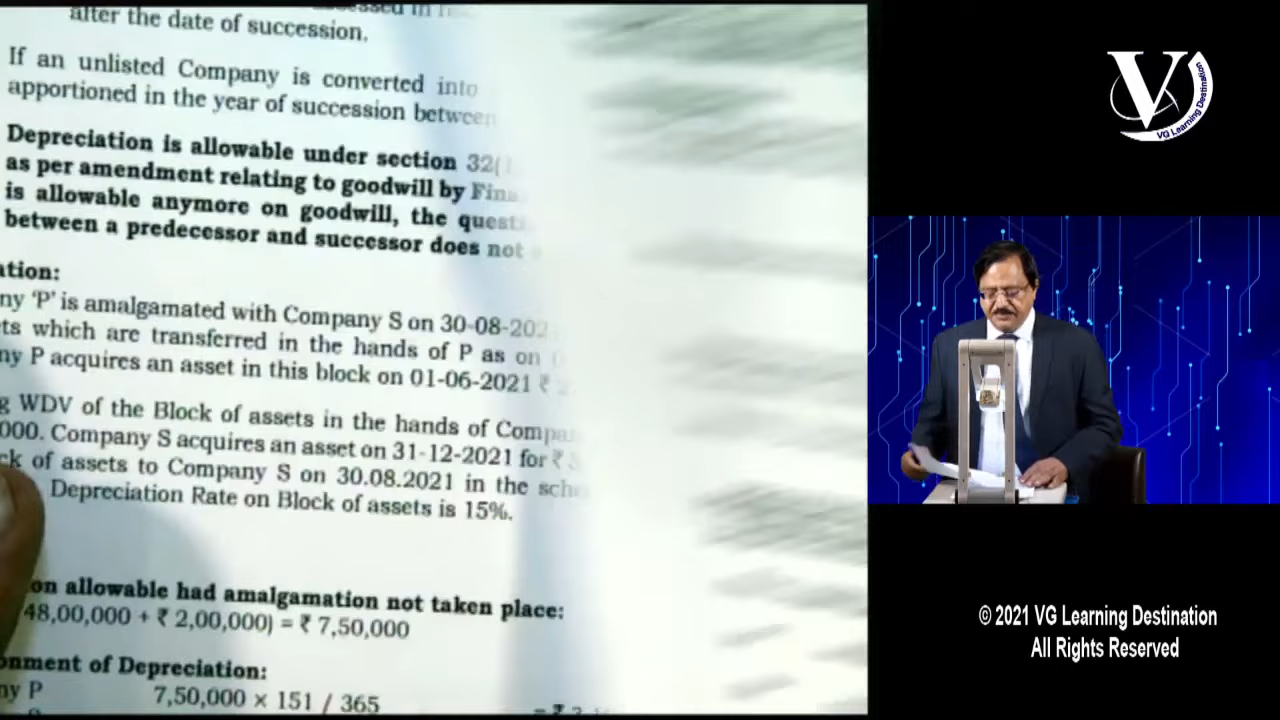 after the date of succession.
If an unlisted Company is converted into
apportioned in the year of succession between
Depreciation is allowable under section 32(
as per amendment relating to goodwill by
is allowable anymore on goodwill, the
between a predecessor and successor does not
ation:
ny 'P' is amalgamated with Company S on 30-08-202
ts which are transferred in the hands of P as on
ny P acquires an asset in this block on 01-06-2021 ₹
g WDV of the Block of assets in the hands of
000. Company S acquires an asset on 31-12-2021 for ₹
ck of assets to Company S on 30.08.2021 in the
Depreciation Rate on Block of assets is 15%.
on allowable had amalgamation not taken place:
48,00,000 + ₹ 2,00,000) = ₹ 7,50,000
onment of Depreciation:
ny P 7,50,000 × 151 / 365
V
VG Learning Destination
© 2021 VG Learning Destination
All Rights Reserved